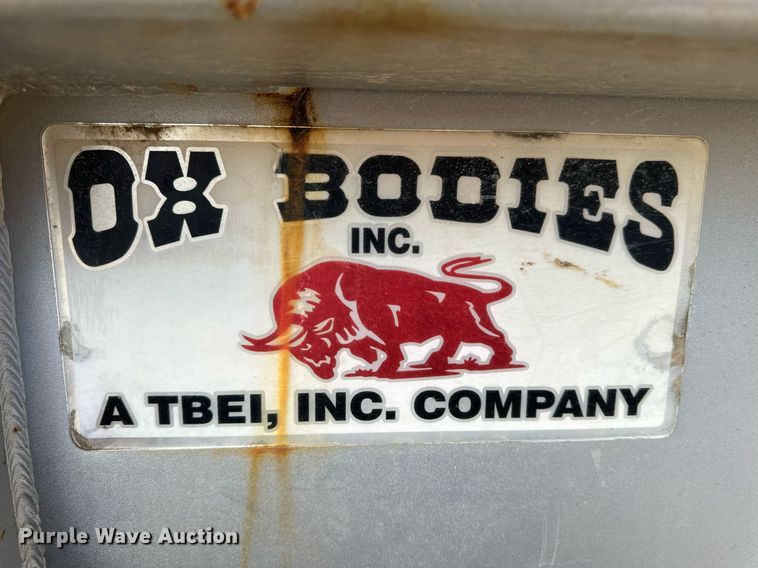 OX BODIES
INC.
A TBEI, INC. COMPANY
Purple Wave Auction